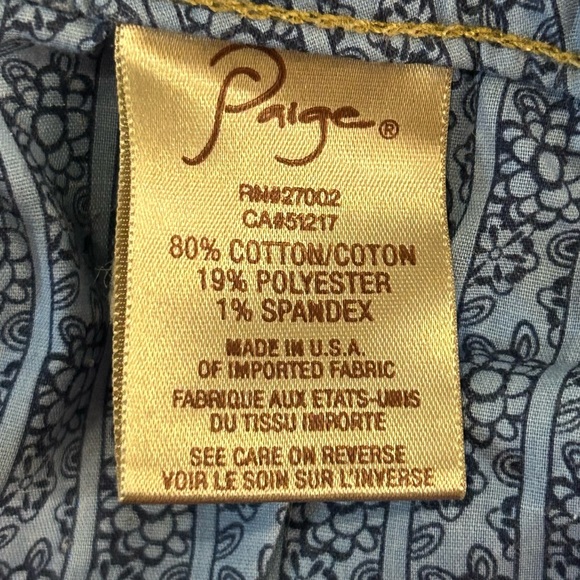 Paige®
RN#27002
CA#51217
80% COTTON/COTON
19% POLYESTER
1% SPANDEX
MADE IN U.S.A.
OF IMPORTED FABRIC
FABRIQUE AUX ETATS-UNIS
DU TISSU IMPORTE
SEE CARE ON REVERSE
VOIR LE SOIN SUR L'INVERSE